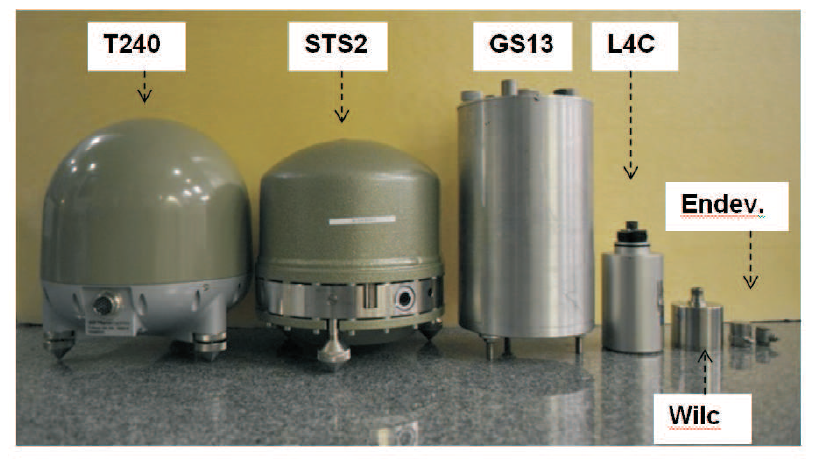 T240
STS2
GS13
L4C
Endev.
Wilc